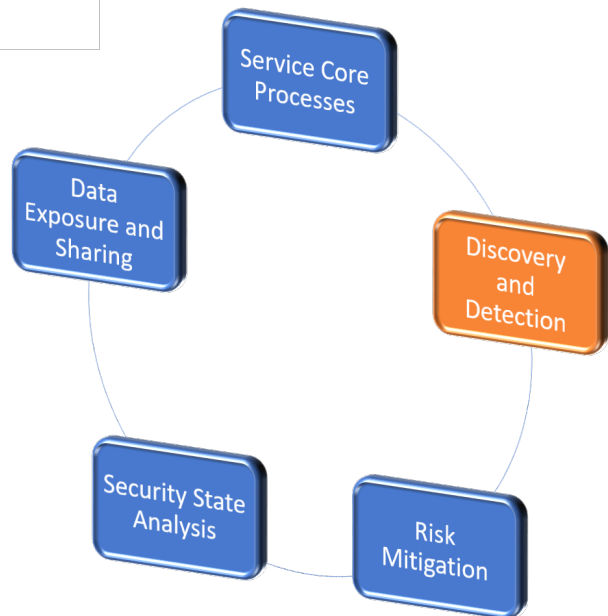 Service Core
Processes
Discovery
and
Detection
Risk
Mitigation
Security State
Analysis
Data
Exposure and
Sharing